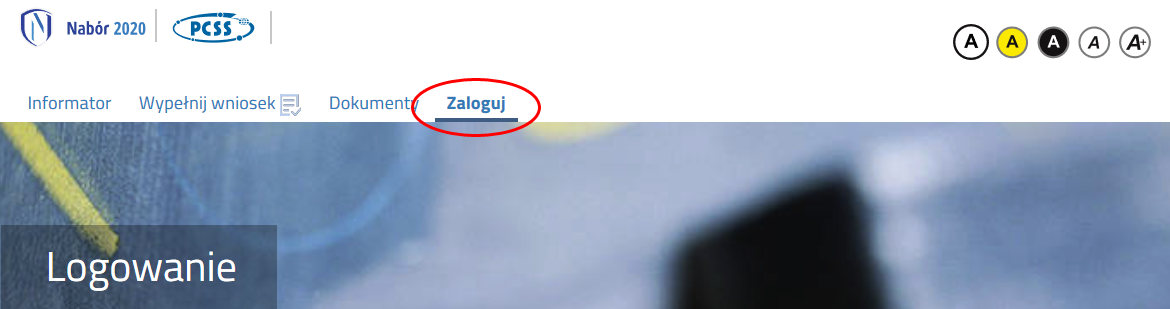 Nabór 2020
PCSS
A A A A A+
Informator Wypełnij wniosek Dokumenty Zaloguj
Logowanie